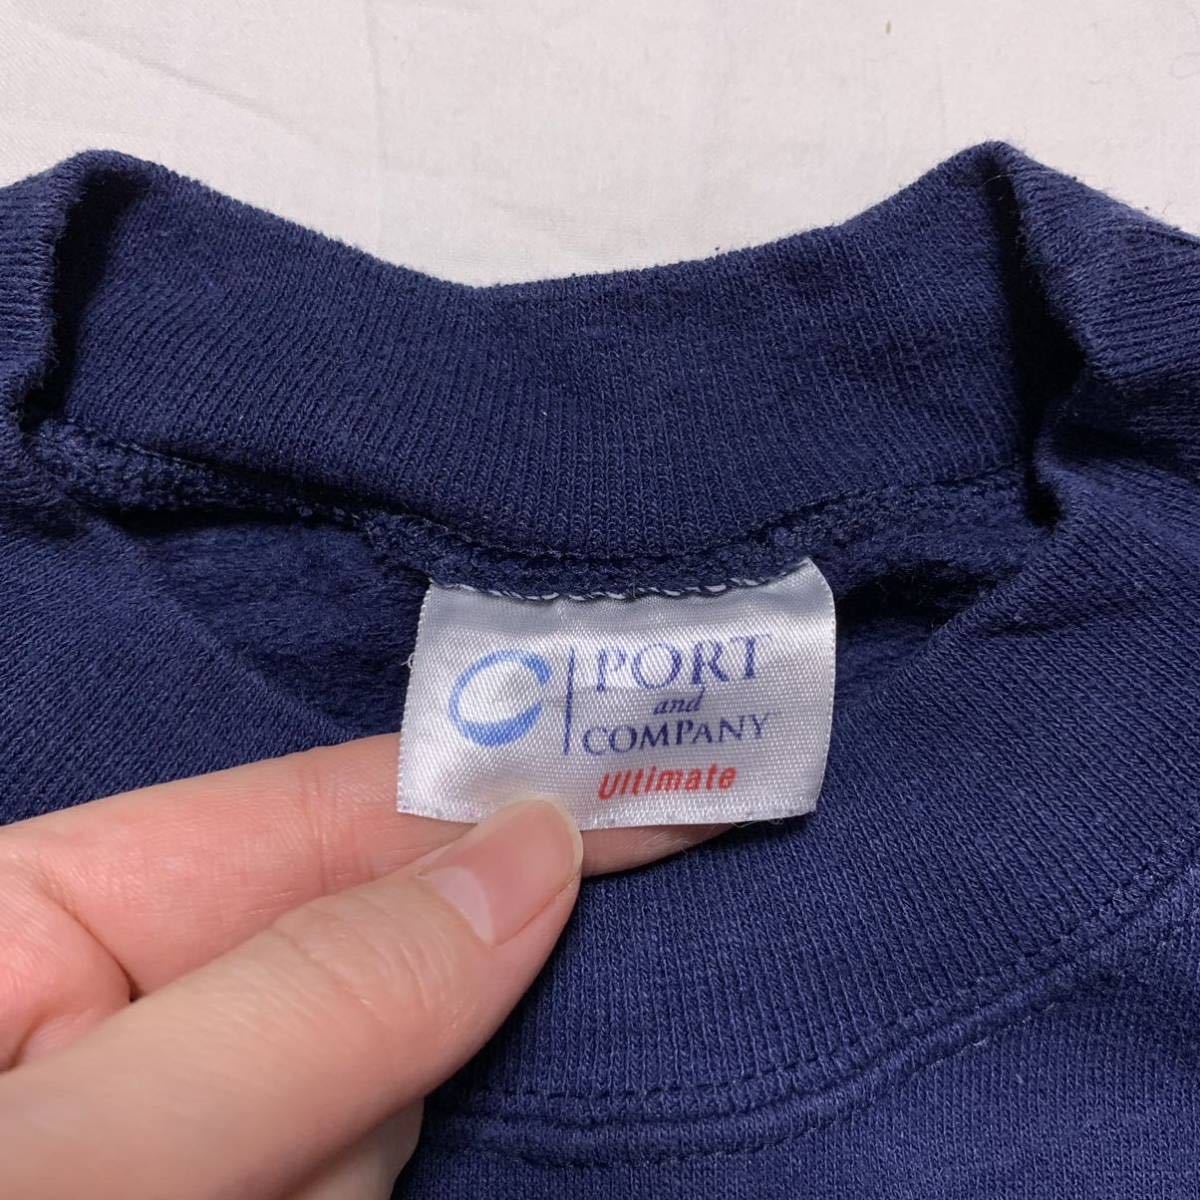 PORT
and
COMPANY
Ultimate